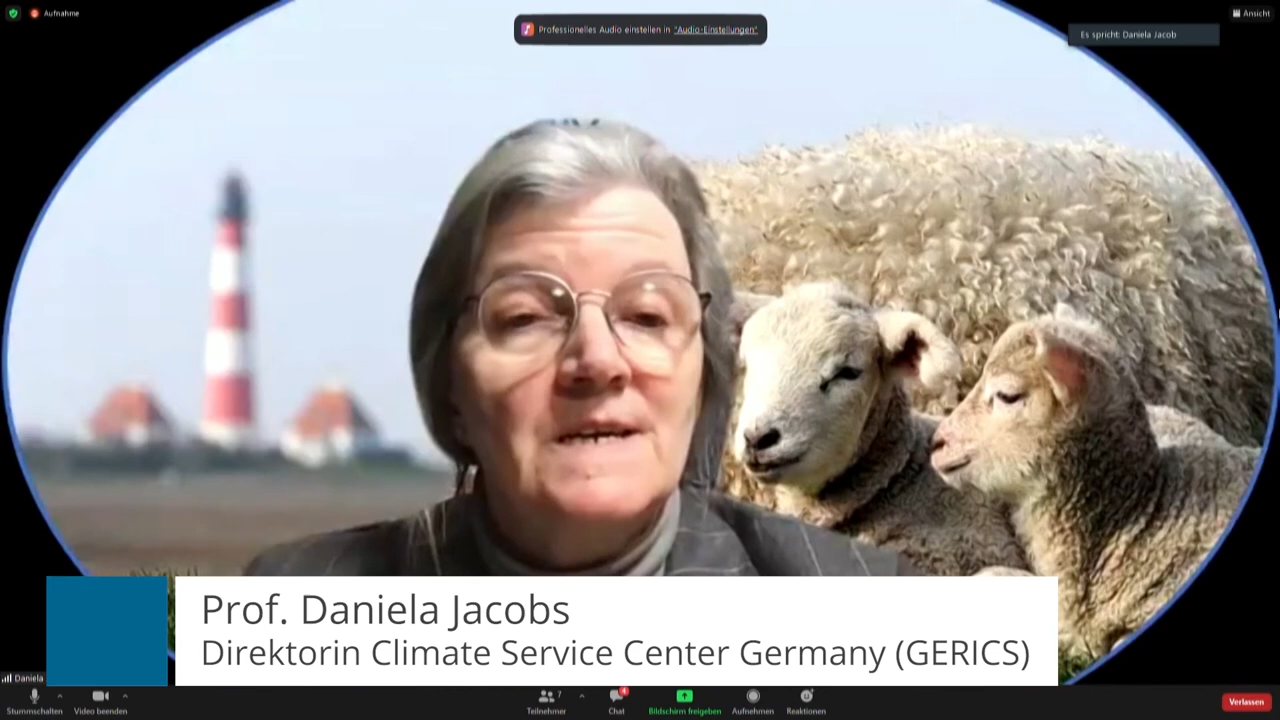 Aufnahme
Professionelles Audio einstellen in "Audio-Einstellungen"
Ansicht
Es spricht: Daniela Jacob
Prof. Daniela Jacobs
Direktorin Climate Service Center Germany (GERICS)
Daniela
Stummschalten
Video beenden
Teilnehmer
7
Chat
4
Bildschirm freigeben
Aufnehmen
Reaktionen
Verlassen